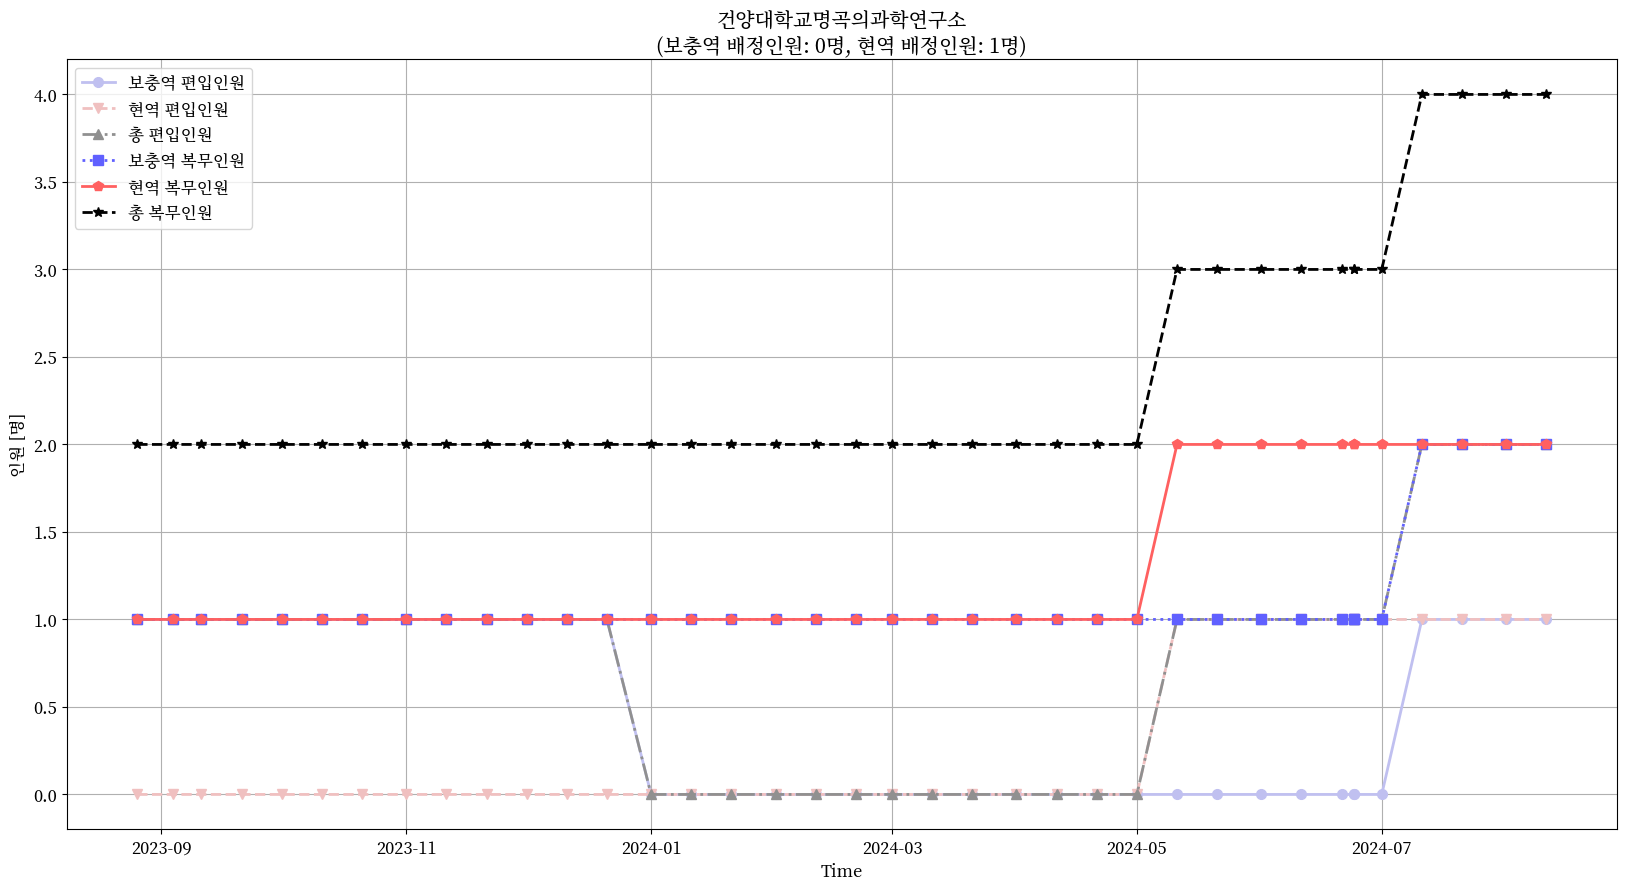 건양대학교명곡의과학연구소
(보충역 배정인원: 0명, 현역 배정인원: 1명)
보충역 편입인원
현역 편입인원
총 편입인원
보충역 복무인원
현역 복무인원
총 복무인원
4.0
3.5
3.0
2.5
2.0
1.5
1.0
0.5
0.0
인원 [명]
2023-09
2023-11
2024-01
2024-03
2024-05
2024-07
Time